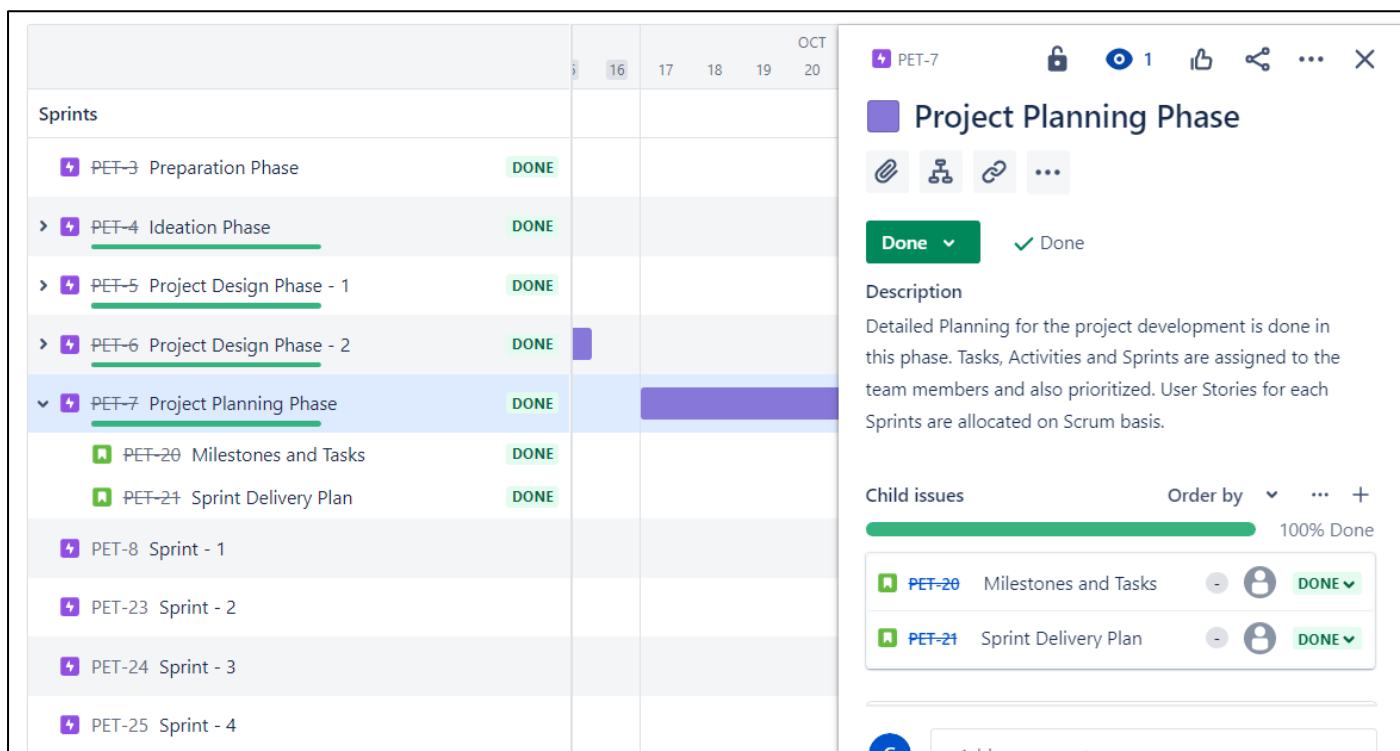 OCT
16 17 18 19 20
Sprints
PET-3 Preparation Phase DONE
PET-4 Ideation Phase DONE
PET-5 Project Design Phase - 1 DONE
PET-6 Project Design Phase - 2 DONE
PET-7 Project Planning Phase DONE
PET-20 Milestones and Tasks DONE
PET-21 Sprint Delivery Plan DONE
PET-8 Sprint - 1
PET-23 Sprint - 2
PET-24 Sprint - 3
PET-25 Sprint - 4
PET-7 1
Project Planning Phase
Done Done
Description
Detailed Planning for the project development is done in
this phase. Tasks, Activities and Sprints are assigned to the
team members and also prioritized. User Stories for each
Sprints are allocated on Scrum basis.
Child issues Order by
100% Done
PET-20 Milestones and Tasks - DONE
PET-21 Sprint Delivery Plan - DONE